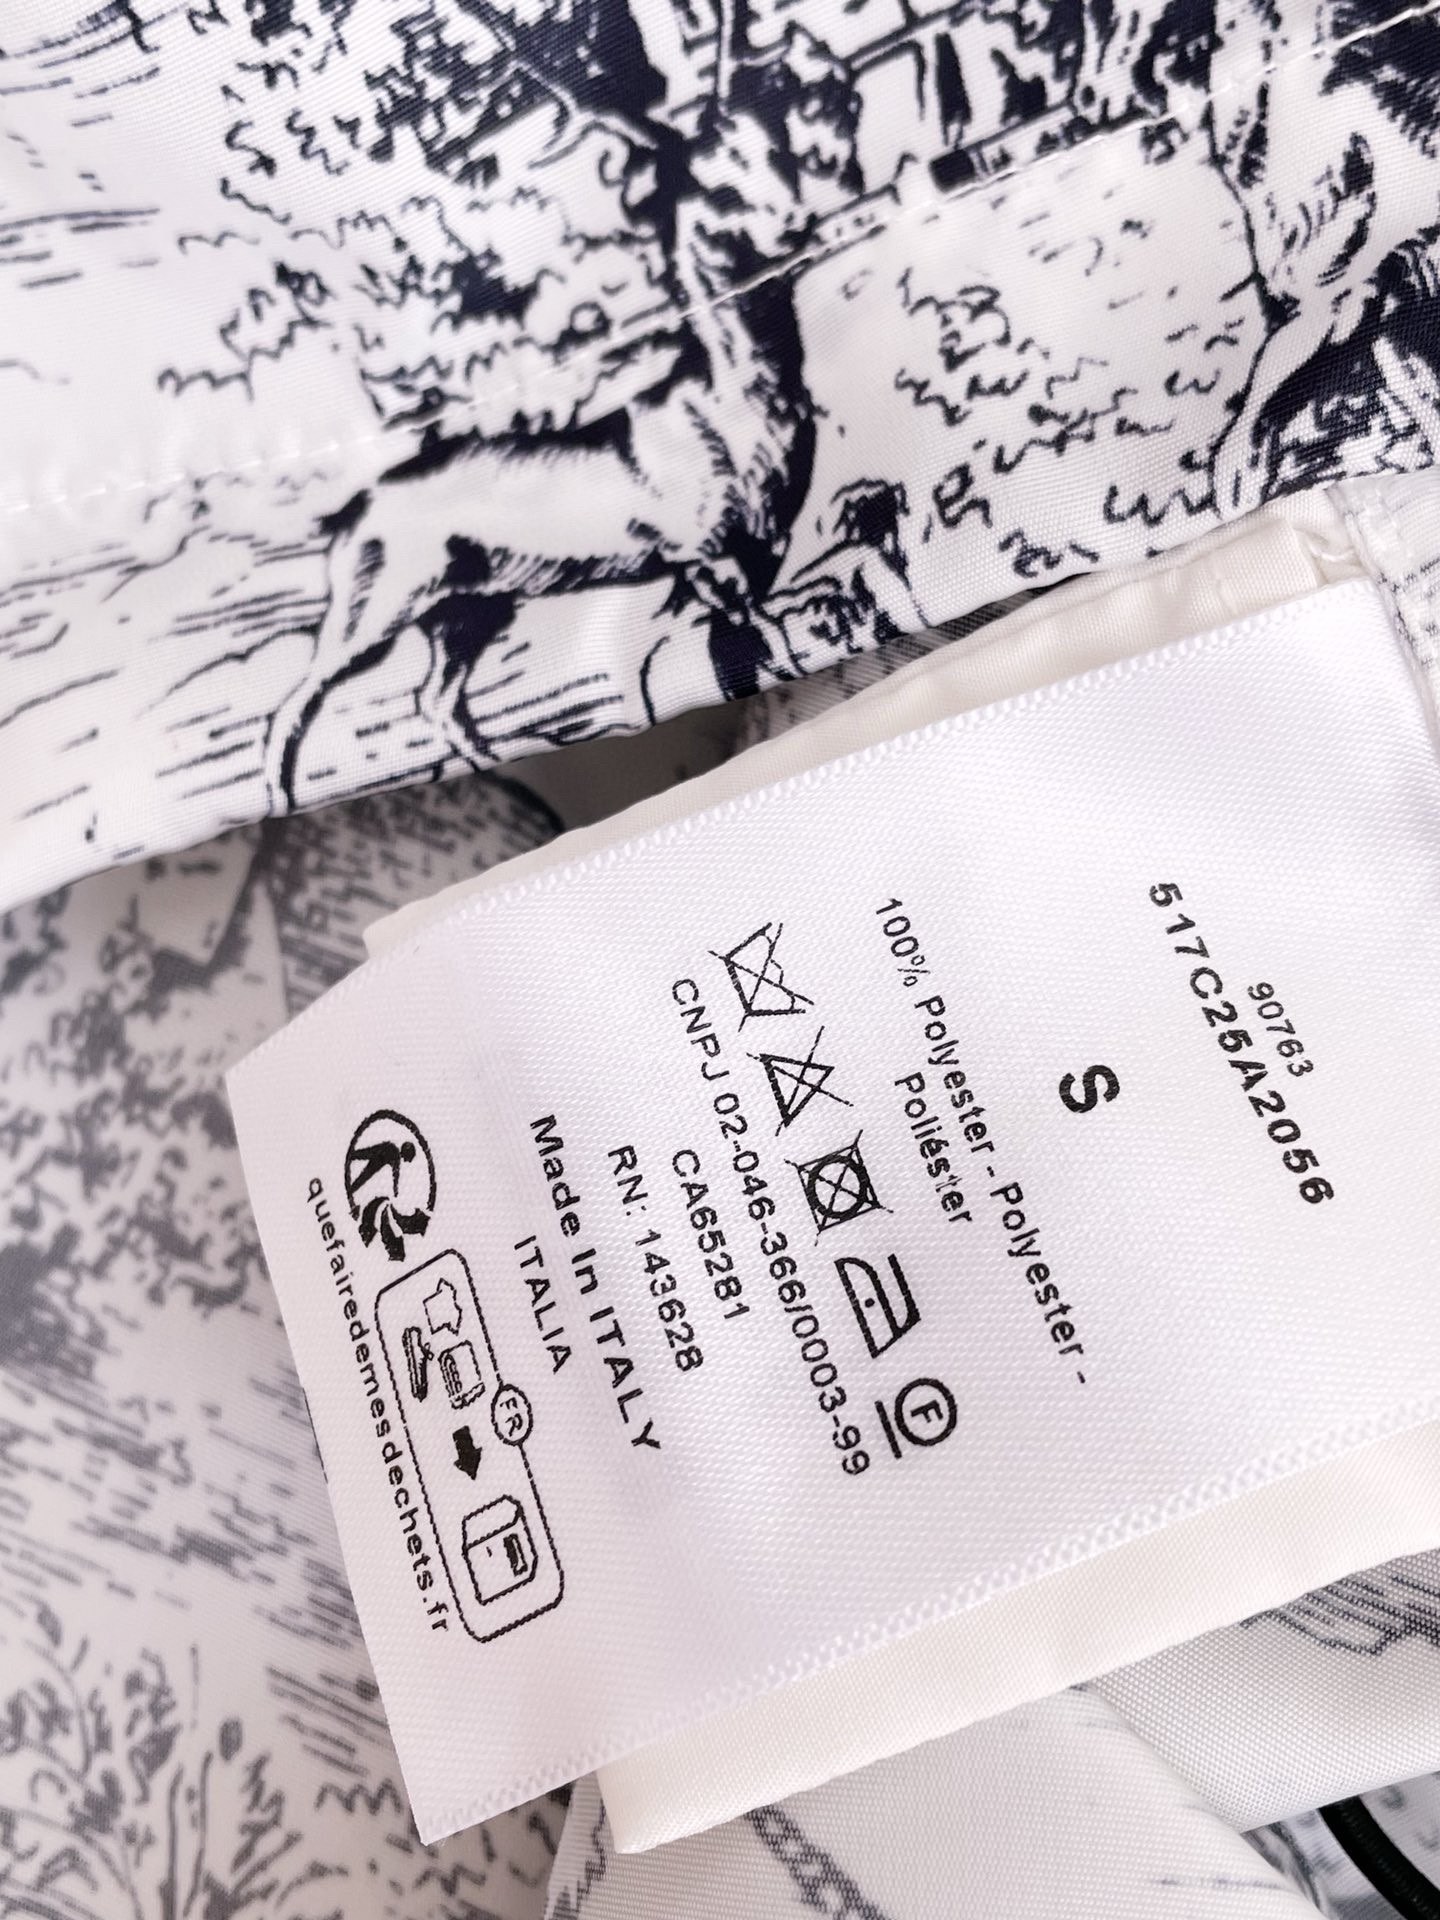 90763
517C25A2056
S
100% Polyester - Polyester -
Poliéster
F
CNPJ 02-046-366/0003-99
CA65281
RN: 143628
Made In ITALY
ITALIA
FR
quefairedemesdechets.fr